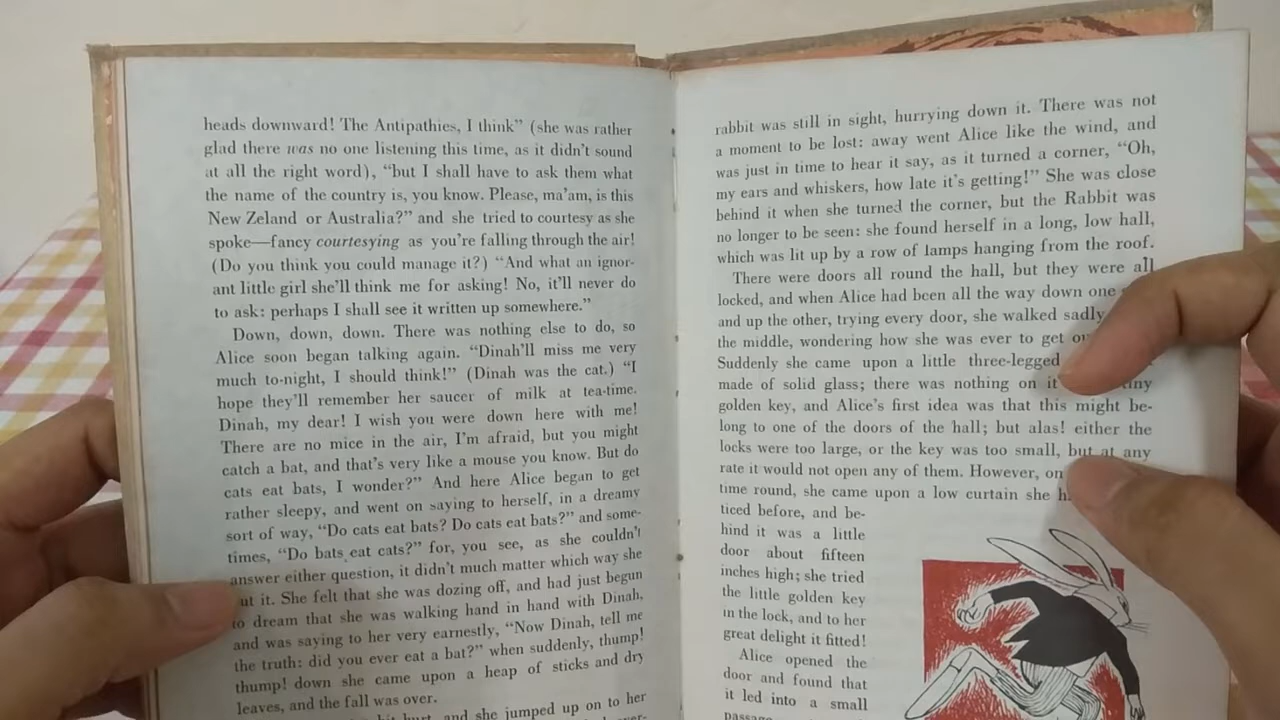 heads downward! The Antipathies, I think” (she was rather
glad there was no one listening this time, as it didn’t sound
at all the right word), “but I shall have to ask them what
the name of the country is, you know. Please, ma’am, is this
New Zeland or Australia?” and she tried to courtesy as she
spoke—fancy courtesying as you’re falling through the air!
(Do you think you could manage it?) “And what an ignor-
ant little girl she’ll think me for asking! No, it’ll never do
to ask: perhaps I shall see it written up somewhere.”
Down, down, down. There was nothing else to do, so
Alice soon began talking again. “Dinah’ll miss me very
much to-night, I should think!” (Dinah was the cat.) “I
hope they’ll remember her saucer of milk at tea-time.
Dinah, my dear! I wish you were down here with me!
There are no mice in the air, I’m afraid, but you might
catch a bat, and that’s very like a mouse you know. But do
cats eat bats, I wonder?” And here Alice began to get
rather sleepy, and went on saying to herself, in a dreamy
sort of way, “Do cats eat bats? Do cats eat bats?” and some-
times, “Do bats eat cats?” for, you see, as she couldn’t
answer either question, it didn’t much matter which way she
ut it. She felt that she was dozing off, and had just begun
to dream that she was walking hand in hand with Dinah,
and was saying to her very earnestly, “Now Dinah, tell me
the truth: did you ever eat a bat?” when suddenly, thump!
thump! down she came upon a heap of sticks and dry
leaves, and the fall was over.
hurt, and she jumped up on to her
rabbit was still in sight, hurrying down it. There was not
a moment to be lost: away went Alice like the wind, and
was just in time to hear it say, as it turned a corner, “Oh,
my ears and whiskers, how late it’s getting!” She was close
behind it when she turned the corner, but the Rabbit was
no longer to be seen: she found herself in a long, low hall,
which was lit up by a row of lamps hanging from the roof.
There were doors all round the hall, but they were all
locked, and when Alice had been all the way down one
and up the other, trying every door, she walked sadly
the middle, wondering how she was ever to get
Suddenly she came upon a little three-legged
made of solid glass; there was nothing on it tiny
golden key, and Alice’s first idea was that this might be-
long to one of the doors of the hall; but alas! either the
locks were too large, or the key was too small, but at any
rate it would not open any of them. However, on
time round, she came upon a low curtain she
ticed before, and be-
hind it was a little
door about fifteen
inches high; she tried
the little golden key
in the lock, and to her
great delight it fitted!
Alice opened the
door and found that
it led into a small